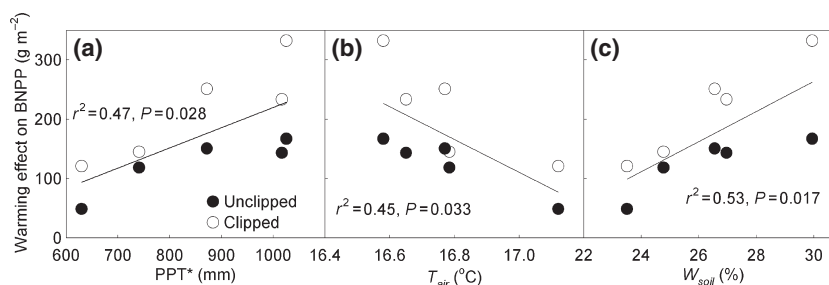 Warming effect on BNPP (g m⁻²)
300
200
100
0
(a)
r² = 0.47, P = 0.028
Unclipped
Clipped
600 700 800 900 1000
PPT* (mm)
(b)
r² = 0.45, P = 0.033
16.4 16.6 16.8 17.0 17.2
T_air (°C)
(c)
r² = 0.53, P = 0.017
22 24 26 28 30
W_soil (%)